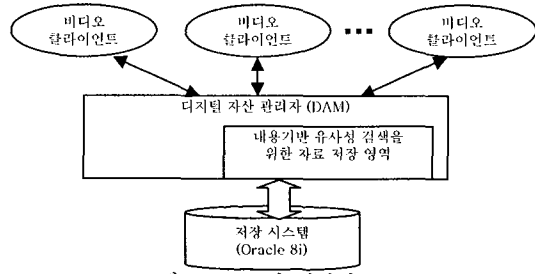 비디오
클라이언트
비디오
클라이언트
비디오
클라이언트
디지털 자산 관리자 (DAM)
내용기반 유사성 검색을
위한 자료 저장 영역
저장 시스템
(Oracle 8i)